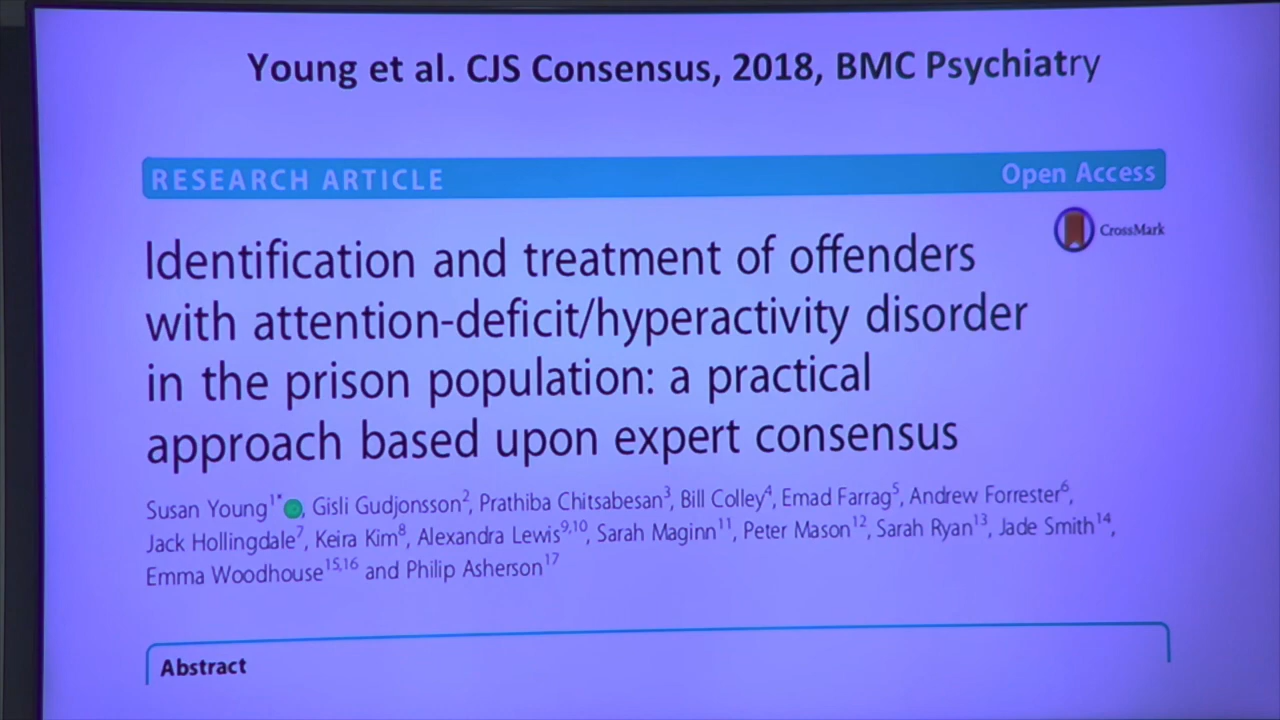 Young et al. CJS Consensus, 2018, BMC Psychiatry
RESEARCH ARTICLE Open Access
CrossMark
Identification and treatment of offenders
with attention-deficit/hyperactivity disorder
in the prison population: a practical
approach based upon expert consensus
Susan Young1*, Gisli Gudjonsson2, Prathiba Chitsabesan3, Bill Colley4, Emad Farrag5, Andrew Forrester6,
Jack Hollingdale7, Keira Kim8, Alexandra Lewis9,10, Sarah Maginn11, Peter Mason12, Sarah Ryan13, Jade Smith14,
Emma Woodhouse15,16 and Philip Asherson17
Abstract